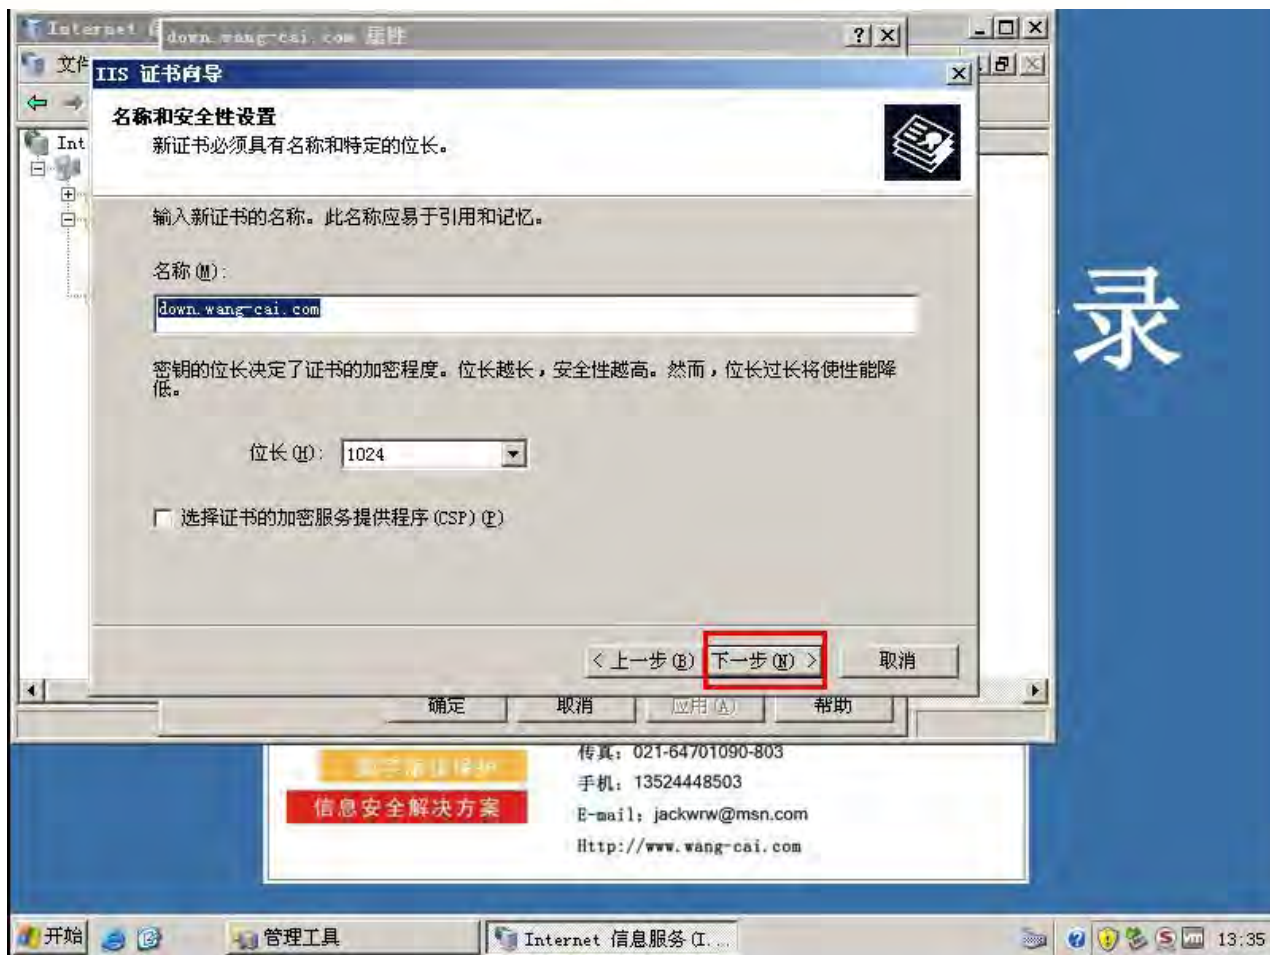 Internet
down.wang-cai.com 属性
文件
IIS 证书向导
名称和安全性设置
新证书必须具有名称和特定的位长。
Int
输入新证书的名称。此名称应易于引用和记忆。
名称(M):
down.wang-cai.com
密钥的位长决定了证书的加密程度。位长越长，安全性越高。然而，位长过长将使性能降
低。
位长(H): 1024
选择证书的加密服务提供程序(CSP)(P)
< 上一步(B) 下一步(N) > 取消
确定 取消 应用(A) 帮助
录
传真: 021-64701090-803
手机: 13524448503
信息安全解决方案
E-mail: jackwrw@msn.com
Http://www.wang-cai.com
开始 管理工具 Internet 信息服务(I... 13:35